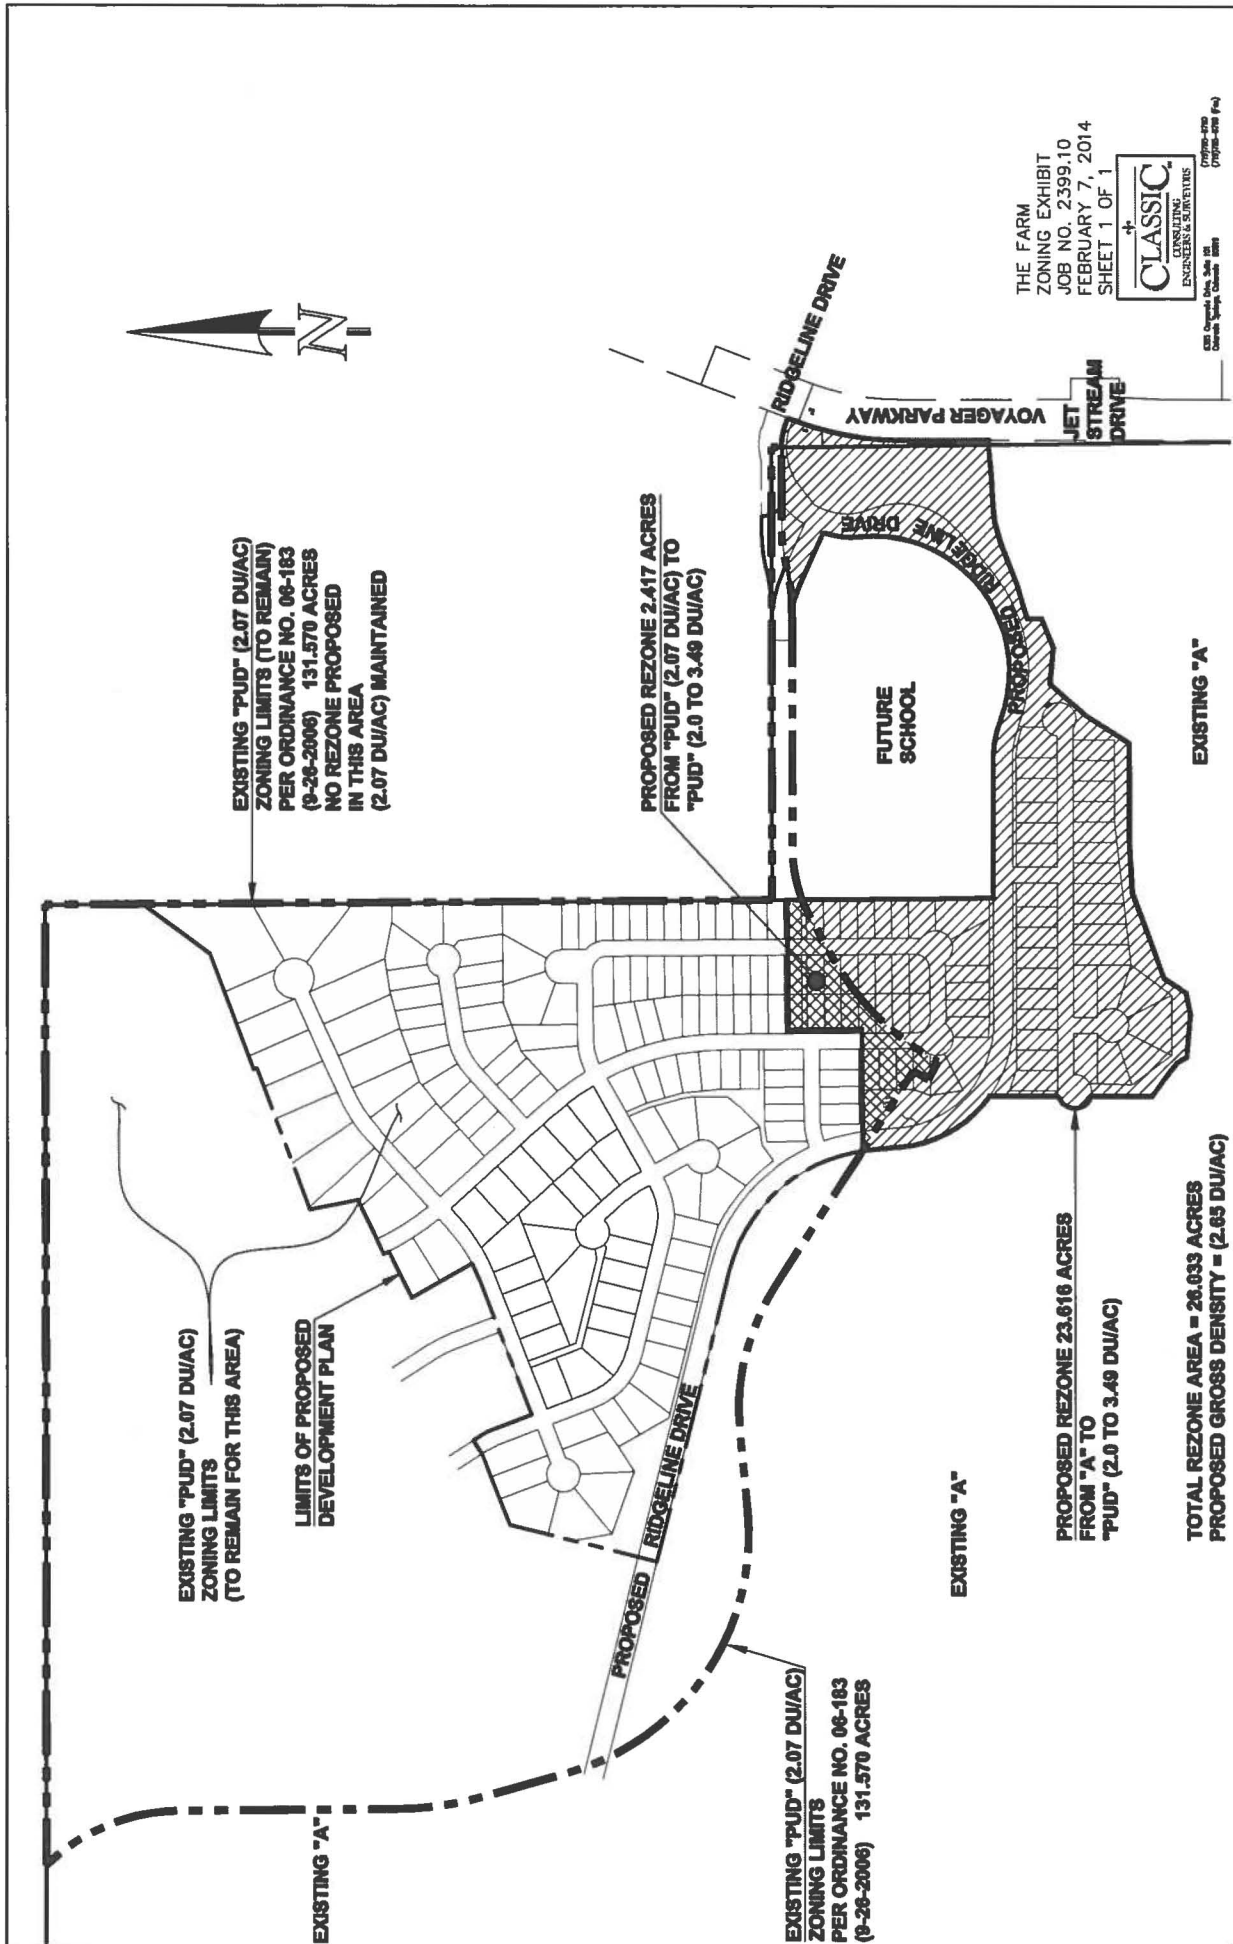 EXISTING "PUD" (2.07 DU/AC)
ZONING LIMITS
(TO REMAIN FOR THIS AREA)
LIMITS OF PROPOSED
DEVELOPMENT PLAN
EXISTING "PUD" (2.07 DU/AC)
ZONING LIMITS (TO REMAIN)
PER ORDINANCE NO. 06-183
(9-26-2006) 131.570 ACRES
NO REZONE PROPOSED
IN THIS AREA
(2.07 DU/AC) MAINTAINED
N
EXISTING "A"
PROPOSED RIDGELINE DRIVE
PROPOSED REZONE 2.417 ACRES
FROM "PUD" (2.07 DU/AC) TO
"PUD" (2.0 TO 3.49 DU/AC)
RIDGELINE DRIVE
VOYAGER PARKWAY
JET
STREAM
DRIVE
FUTURE
SCHOOL
PROPOSED RIDGELINE DRIVE
EXISTING "PUD" (2.07 DU/AC)
ZONING LIMITS
PER ORDINANCE NO. 06-183
(9-26-2006) 131.570 ACRES
EXISTING "A"
PROPOSED REZONE 23.616 ACRES
FROM "A" TO
"PUD" (2.0 TO 3.49 DU/AC)
EXISTING "A"
TOTAL REZONE AREA = 26.033 ACRES
PROPOSED GROSS DENSITY = (2.65 DU/AC)
THE FARM
ZONING EXHIBIT
JOB NO. 2399.10
FEBRUARY 7, 2014
SHEET 1 OF 1
CLASSIC
CONSULTING
ENGINEERS & SURVEYORS
Colorado Springs, Colorado